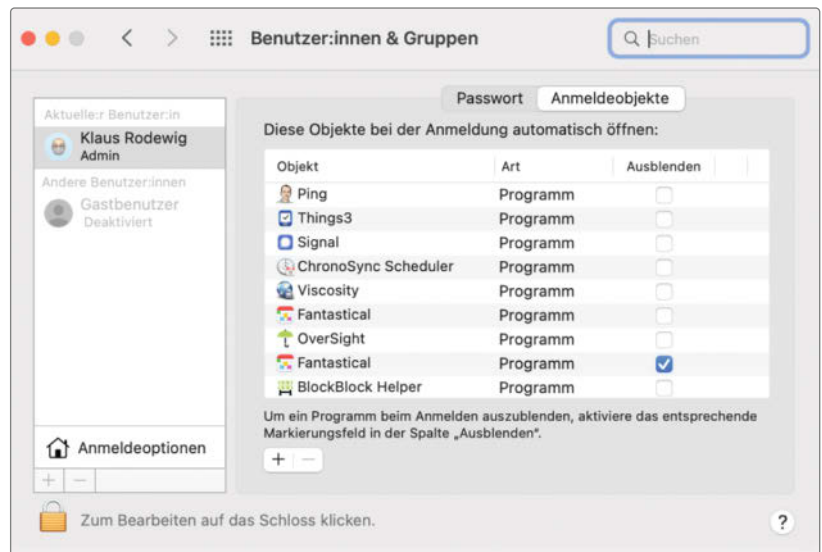 Benutzer:innen & Gruppen
Suchen
Passwort Anmeldeobjekte
Aktuelle:r Benutzer:in
Klaus Rodewig
Admin
Andere Benutzer:innen
Gastbenutzer
Deaktiviert
Anmeldeoptionen
+ −
Diese Objekte bei der Anmeldung automatisch öffnen:
Objekt Art Ausblenden
Ping Programm
Things3 Programm
Signal Programm
ChronoSync Scheduler Programm
Viscosity Programm
Fantastical Programm
OverSight Programm
Fantastical Programm
BlockBlock Helper Programm
Um ein Programm beim Anmelden auszublenden, aktiviere das entsprechende
Markierungsfeld in der Spalte „Ausblenden“.
+ −
Zum Bearbeiten auf das Schloss klicken.
?